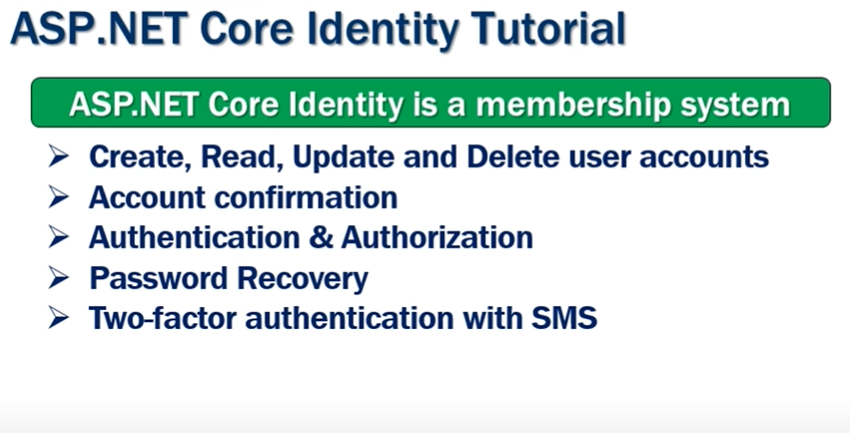 ASP.NET Core Identity Tutorial
ASP.NET Core Identity is a membership system
Create, Read, Update and Delete user accounts
Account confirmation
Authentication & Authorization
Password Recovery
Two-factor authentication with SMS